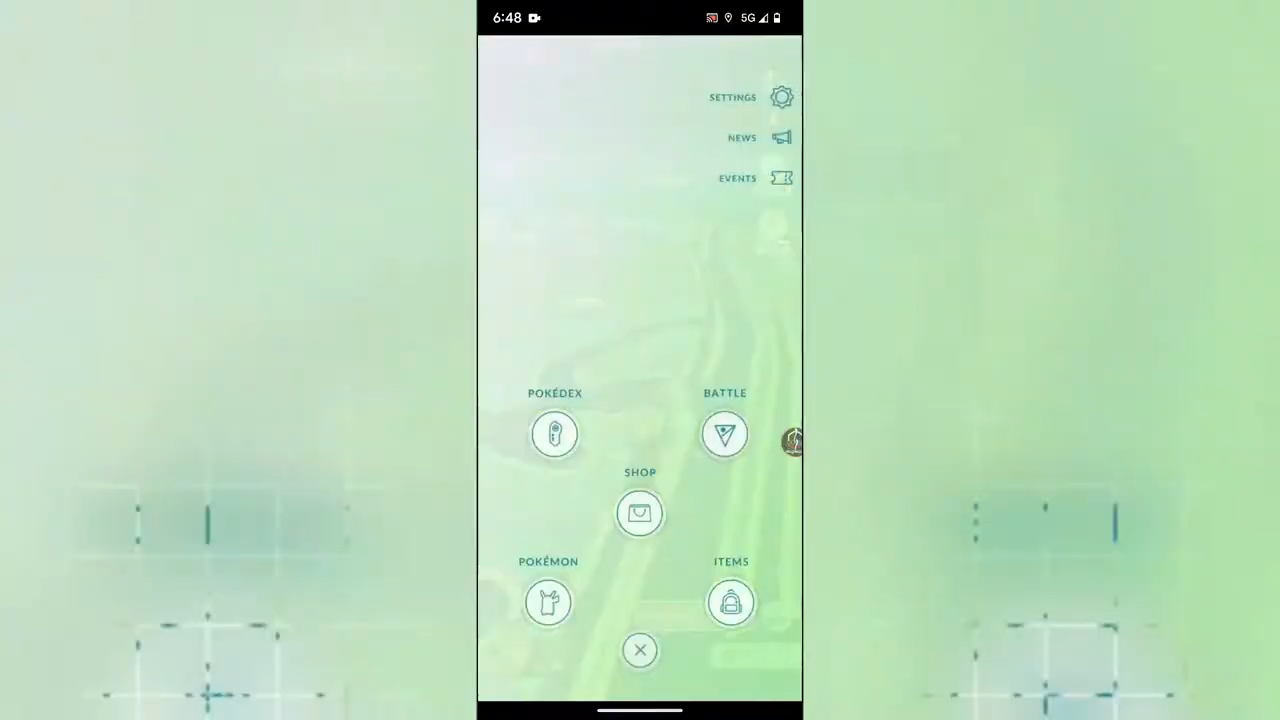 6:48
5G
SETTINGS
NEWS
EVENTS
POKÉDEX
BATTLE
SHOP
POKÉMON
ITEMS